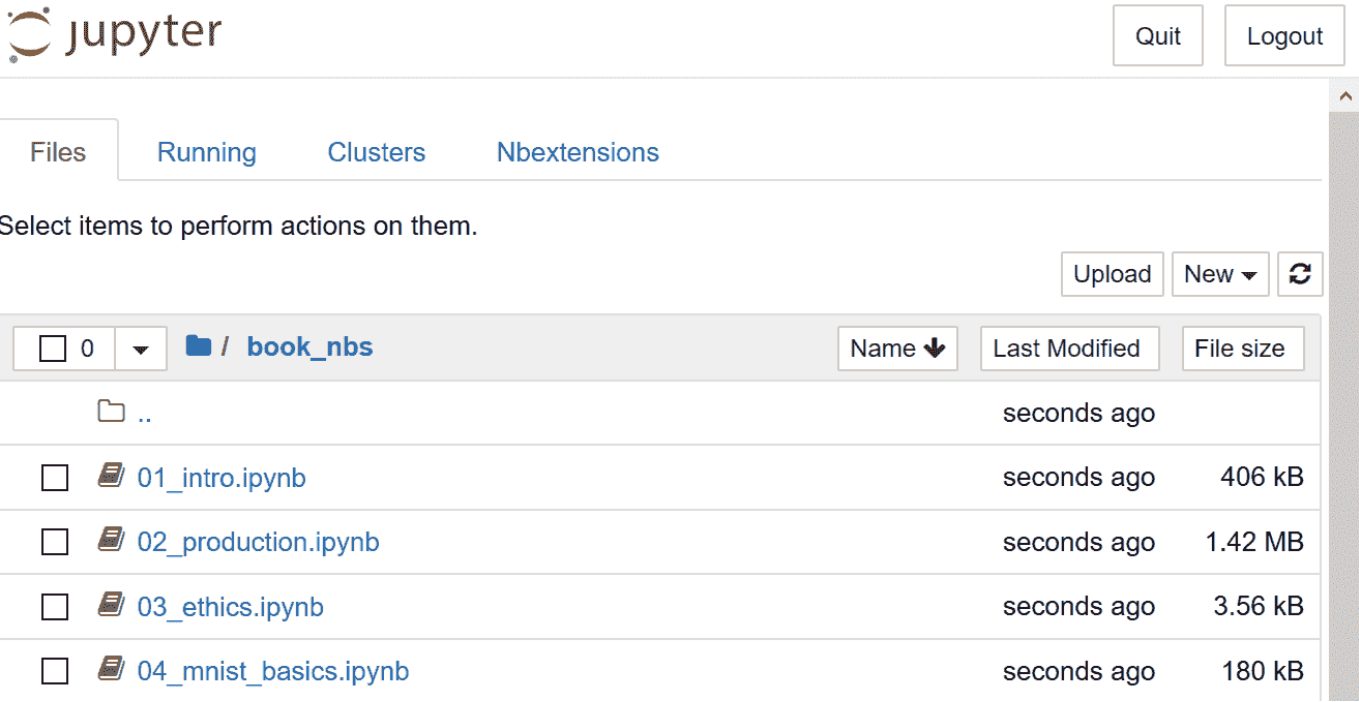 jupyter
Quit Logout
Files Running Clusters Nbextensions
Select items to perform actions on them.
Upload New
0 / book_nbs Name Last Modified File size
.. seconds ago
01_intro.ipynb seconds ago 406 kB
02_production.ipynb seconds ago 1.42 MB
03_ethics.ipynb seconds ago 3.56 kB
04_mnist_basics.ipynb seconds ago 180 kB